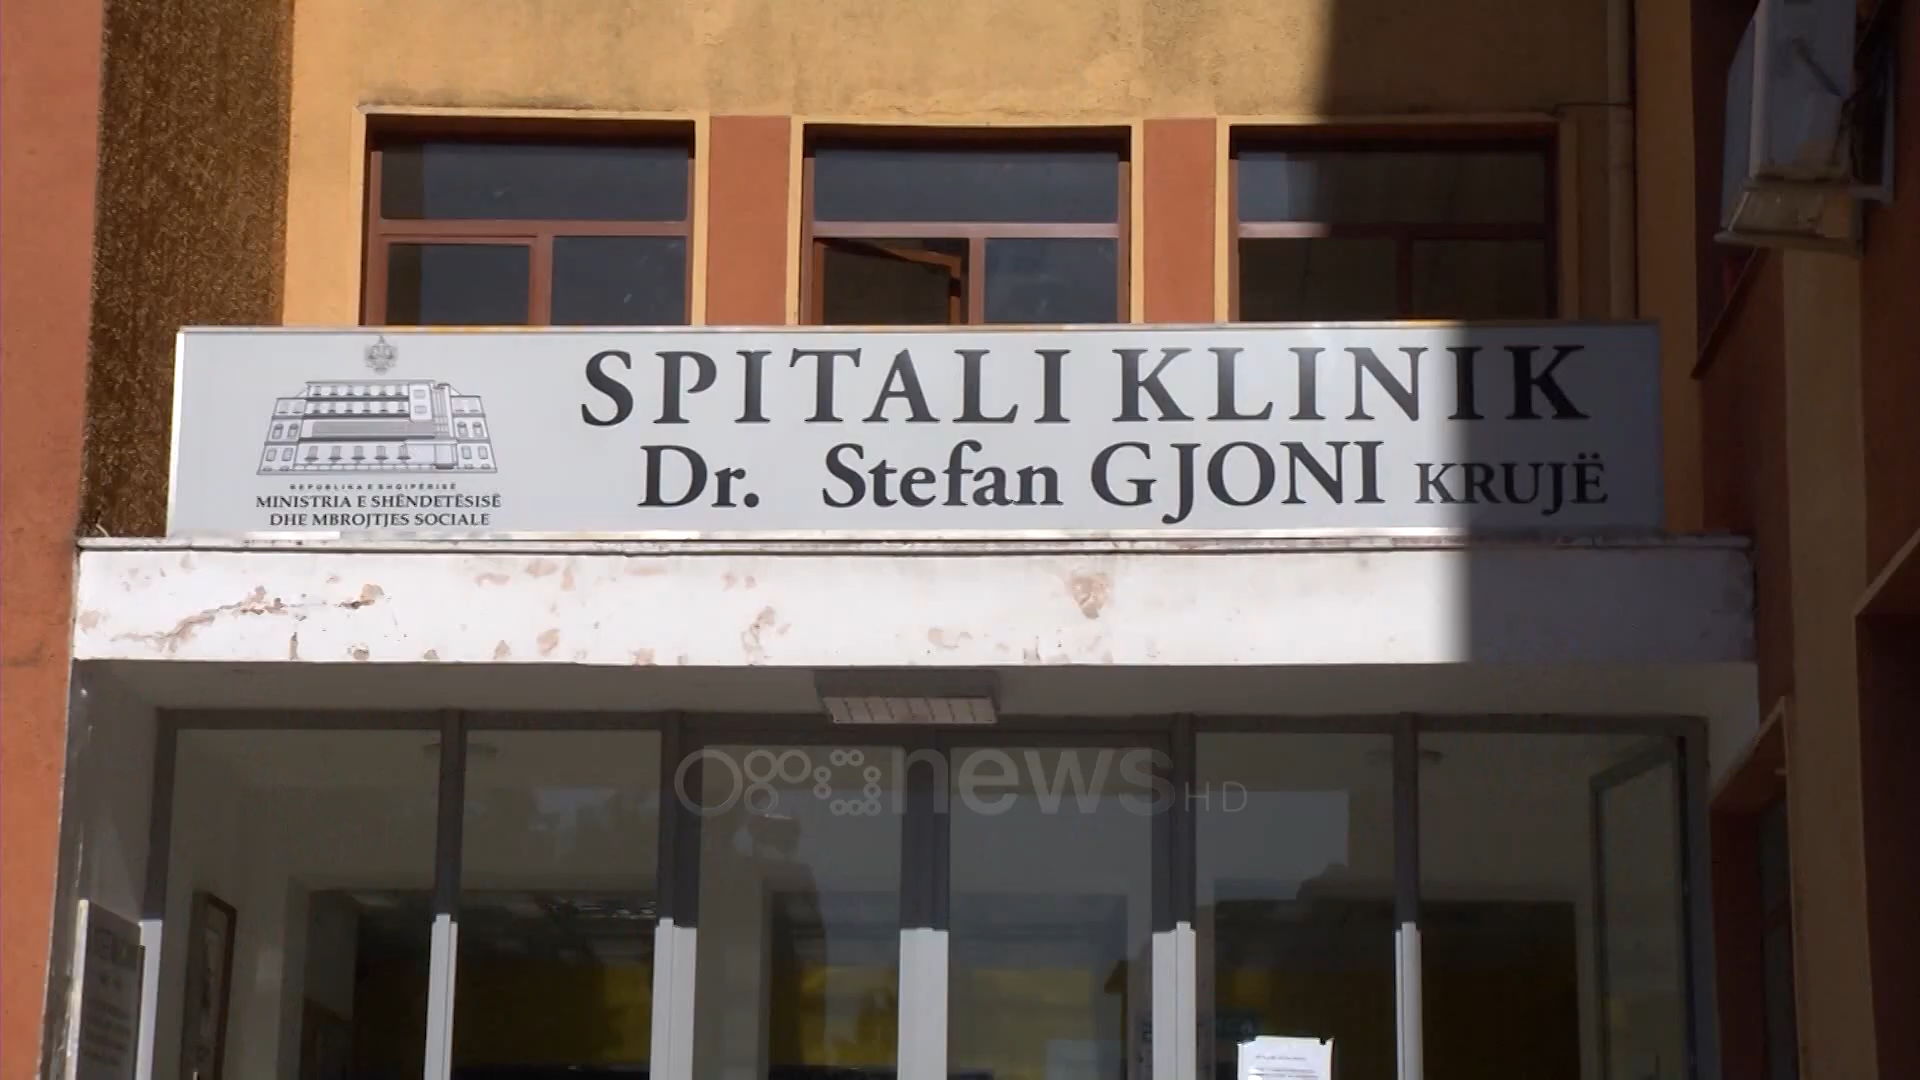 SPITALI KLINIK
Dr. Stefan GJONI KRUJË
REPUBLIKA E SHQIPËRISË
MINISTRIA E SHËNDETËSISË
DHE MBROJTJES SOCIALE
news HD